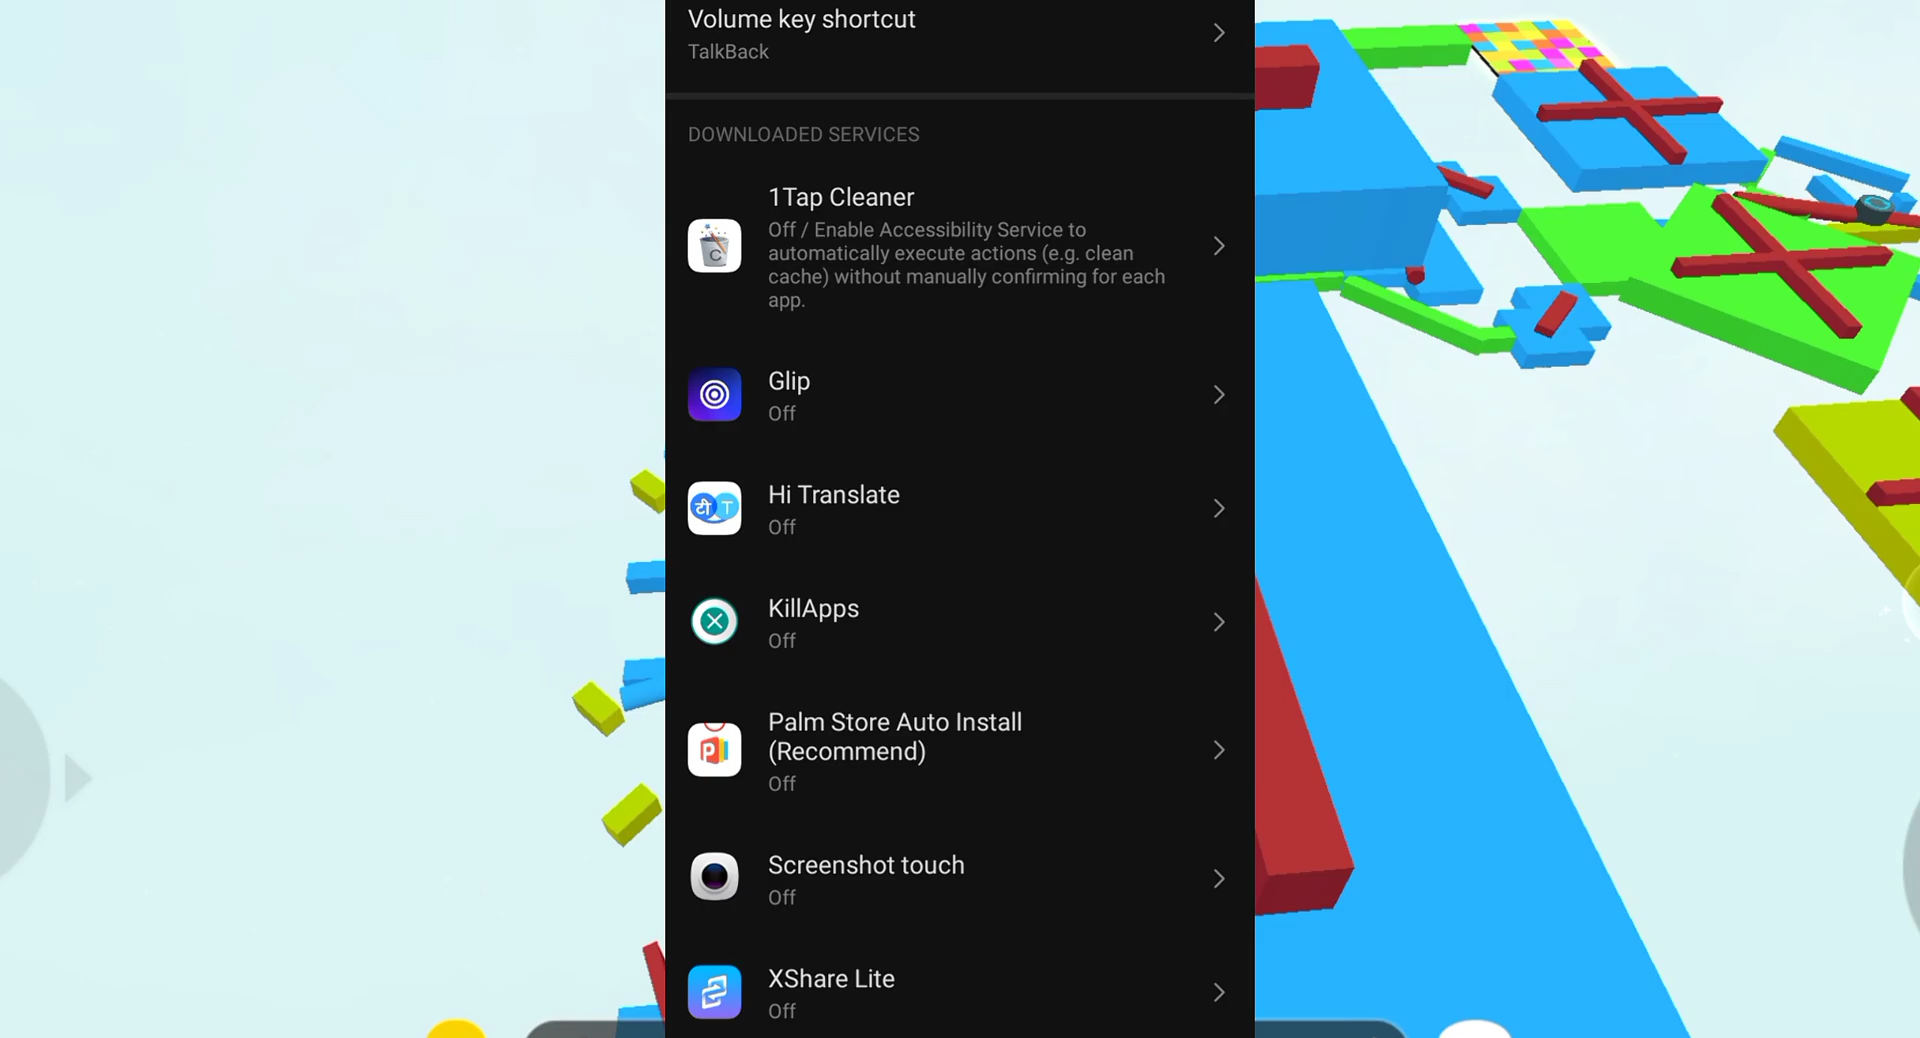 Volume key shortcut
TalkBack
DOWNLOADED SERVICES
1Tap Cleaner
Off / Enable Accessibility Service to
automatically execute actions (e.g. clean
cache) without manually confirming for each
app.
C
Glip
Off
Hi Translate
Off
टी T
KillApps
Off
Palm Store Auto Install
(Recommend)
Off
P
Screenshot touch
Off
XShare Lite
Off